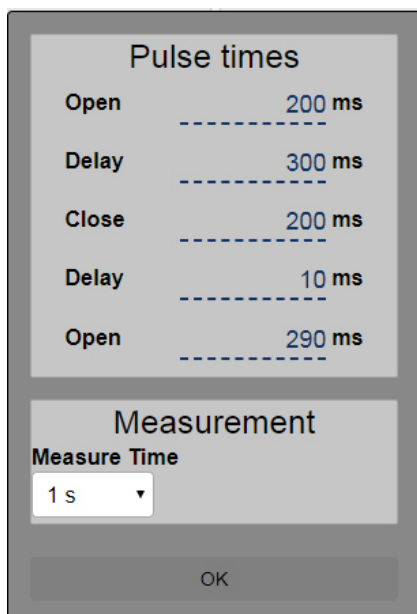 Pulse times
Open 200 ms
Delay 300 ms
Close 200 ms
Delay 10 ms
Open 290 ms
Measurement
Measure Time
1 s
OK